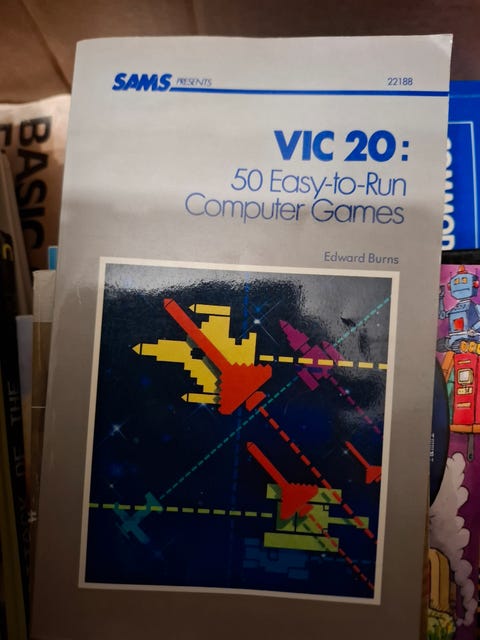 SAMS PRESENTS
22188
VIC 20:
50 Easy-to-Run
Computer Games
Edward Burns
BASIC